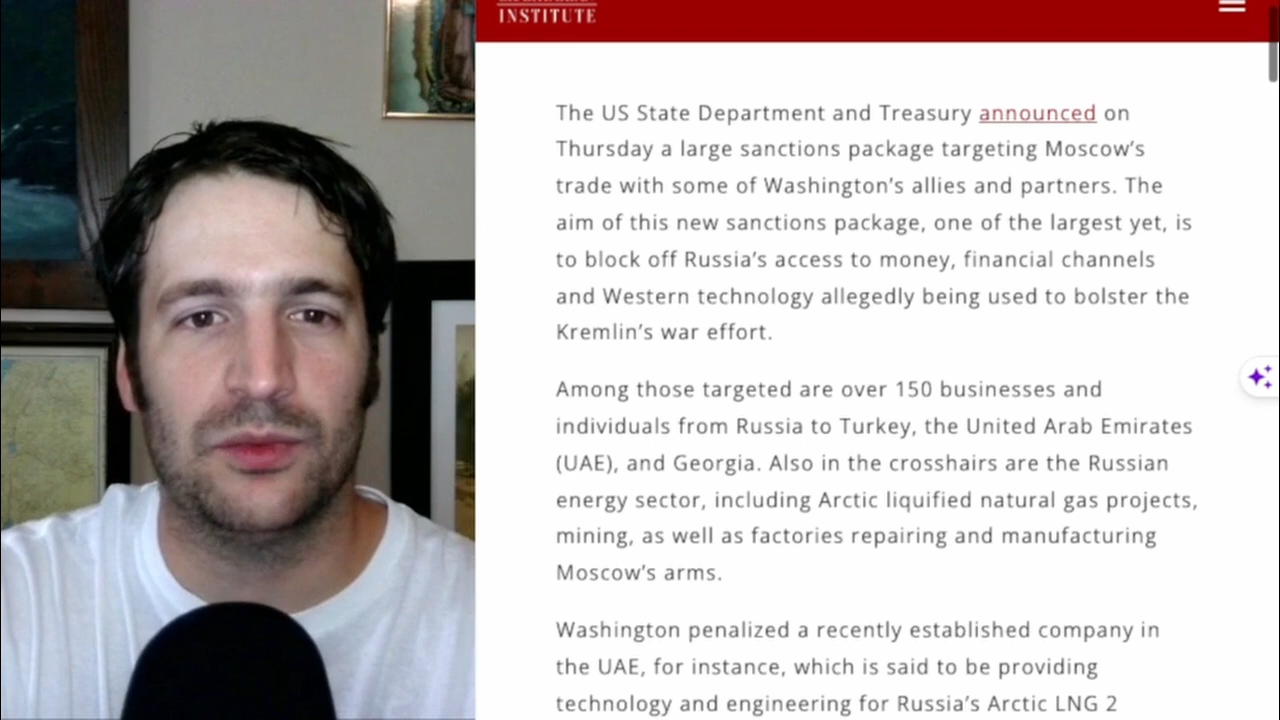 INSTITUTE
The US State Department and Treasury announced on
Thursday a large sanctions package targeting Moscow’s
trade with some of Washington’s allies and partners. The
aim of this new sanctions package, one of the largest yet, is
to block off Russia’s access to money, financial channels
and Western technology allegedly being used to bolster the
Kremlin’s war effort.
Among those targeted are over 150 businesses and
individuals from Russia to Turkey, the United Arab Emirates
(UAE), and Georgia. Also in the crosshairs are the Russian
energy sector, including Arctic liquified natural gas projects,
mining, as well as factories repairing and manufacturing
Moscow’s arms.
Washington penalized a recently established company in
the UAE, for instance, which is said to be providing
technology and engineering for Russia’s Arctic LNG 2